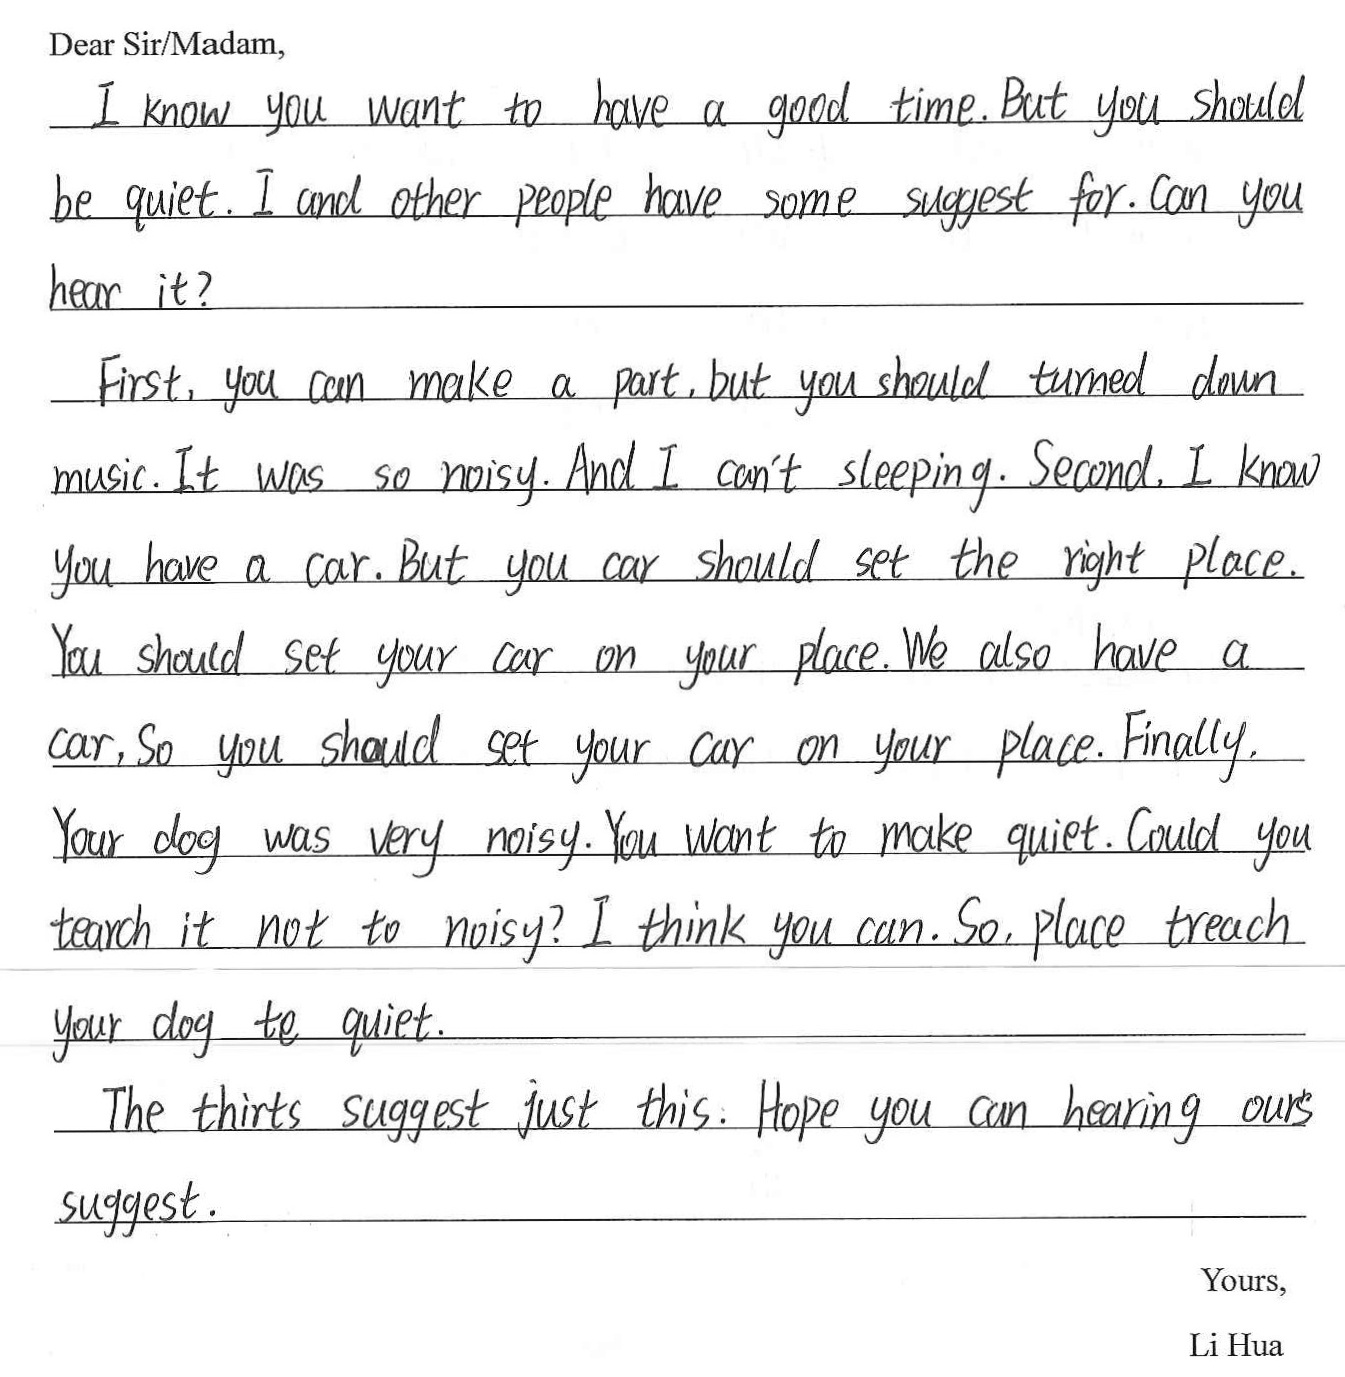 Dear Sir/Madam,
I know you want to have a good time. But you should
be quiet. I and other people have some suggest for. Can you
hear it?
First, you can make a part, but you should turned down
music. It was so noisy. And I can't sleeping. Second, I know
you have a car. But you car should set the right place.
You should set your car on your place. We also have a
car, So you should set your car on your place. Finally,
Your dog was very noisy. You want to make quiet. Could you
tearch it not to noisy? I think you can. So, place treach
your dog to quiet.
The thirts suggest just this. Hope you can hearing ours
suggest.
Yours,
Li Hua